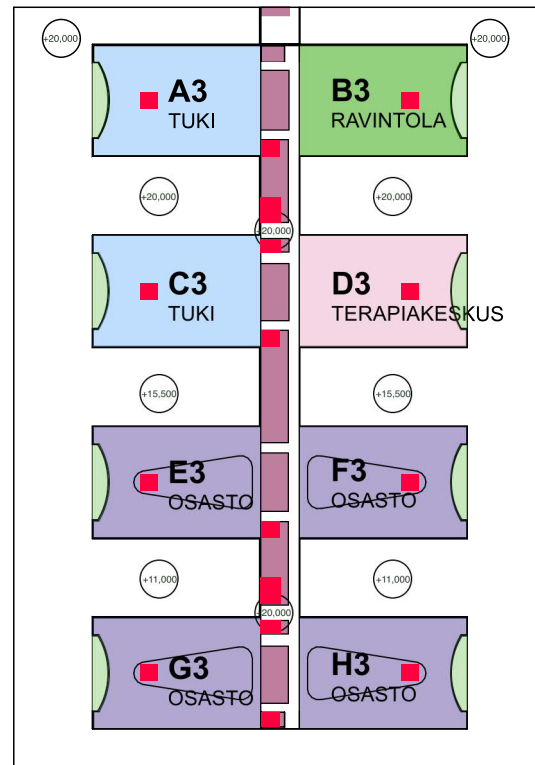 +20,000
+20,000
A3
TUKI
B3
RAVINTOLA
+20,000
+20,000
+20,000
C3
TUKI
D3
TERAPIAKESKUS
+15,500
+15,500
E3
OSASTO
F3
OSASTO
+11,000
+11,000
+20,000
G3
OSASTO
H3
OSASTO